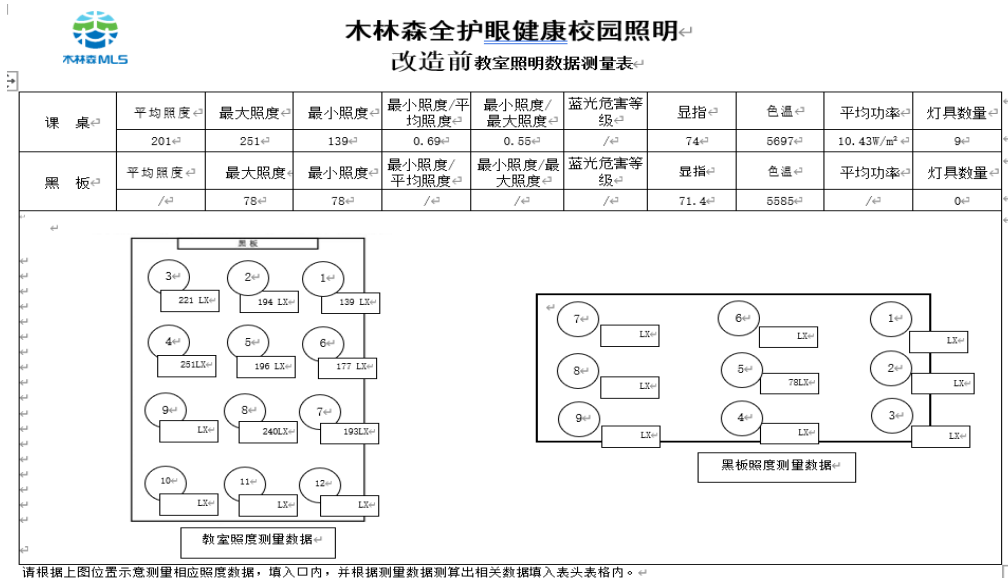 木林森MLS
木林森全护眼健康校园照明
改造前教室照明数据测量表
课 桌 平均照度 最大照度 最小照度 最小照度/平均照度 最小照度/最大照度 蓝光危害等级 显指 色温 平均功率 灯具数量
201 251 139 0.69 0.55 / 74 5697 10.43W/m² 9
黑 板 平均照度 最大照度 最小照度 最小照度/平均照度 最小照度/最大照度 蓝光危害等级 显指 色温 平均功率 灯具数量
/ 78 78 / / / 71.4 5585 / 0
黑板
3 2 1
221 LX 194 LX 139 LX
4 5 6
251LX 196 LX 177 LX
9 8 7
LX 240LX 193LX
10 11 12
LX LX LX
教室照度测量数据
7 6 1
LX LX LX
8 5 2
LX 78LX LX
9 4 3
LX LX LX
黑板照度测量数据
请根据上图位置示意测量相应照度数据，填入口内，并根据测量数据测算出相关数据填入表头表格内。